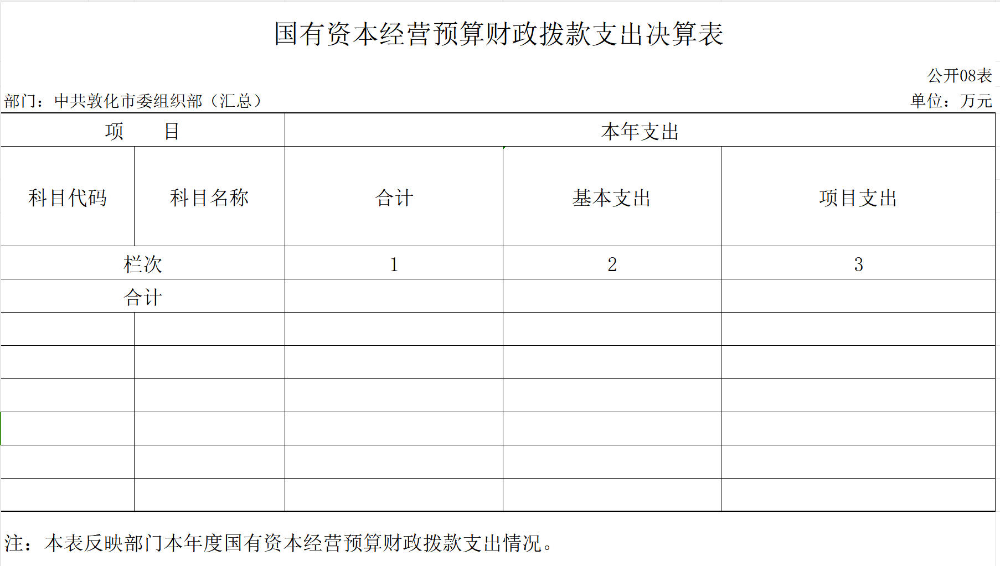 国有资本经营预算财政拨款支出决算表
公开08表
部门：中共敦化市委组织部（汇总）	单位：万元
项　　目	本年支出
科目代码	科目名称	合计	基本支出	项目支出
栏次	1	2	3
合计
注：本表反映部门本年度国有资本经营预算财政拨款支出情况。